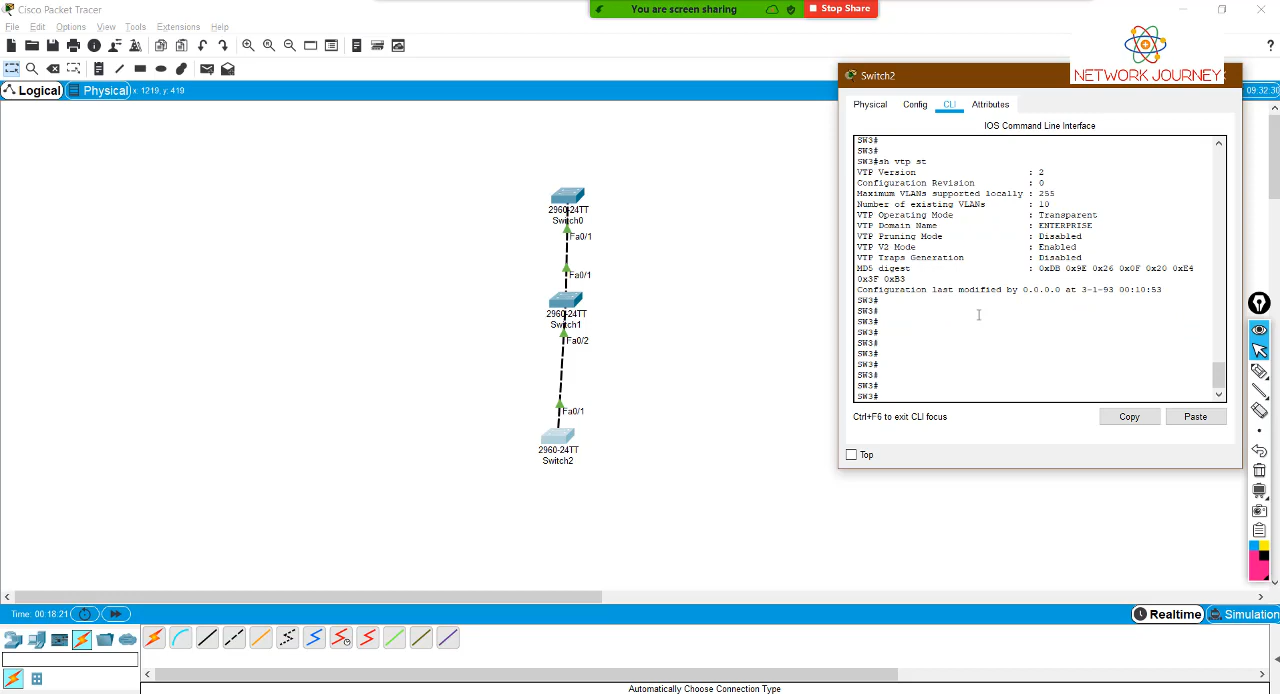 Cisco Packet Tracer
You are screen sharing
Stop Share
File Edit Options View Tools Extensions Help
NETWORK JOURNEY
?
Logical
Physical x: 1219, y: 419
09:32:30
Switch2
Physical Config CLI Attributes
IOS Command Line Interface
SW3#
SW3#
SW3#sh vtp st
VTP Version : 2
Configuration Revision : 0
Maximum VLANs supported locally : 255
Number of existing VLANs : 10
VTP Operating Mode : Transparent
VTP Domain Name : ENTERPRISE
VTP Pruning Mode : Disabled
VTP V2 Mode : Enabled
VTP Traps Generation : Disabled
MD5 digest : 0xDB 0x9E 0x26 0x0F 0x20 0xE4
0x3F 0xB3
Configuration last modified by 0.0.0.0 at 3-1-93 00:10:53
SW3#
SW3#
SW3#
SW3#
SW3#
SW3#
SW3#
SW3#
SW3#
SW3#
Ctrl+F6 to exit CLI focus
Copy
Paste
Top
2960-24TT
Switch0
Fa0/1
Fa0/1
2960-24TT
Switch1
Fa0/2
Fa0/1
2960-24TT
Switch2
Time: 00:18:21
Realtime
Simulation
Automatically Choose Connection Type